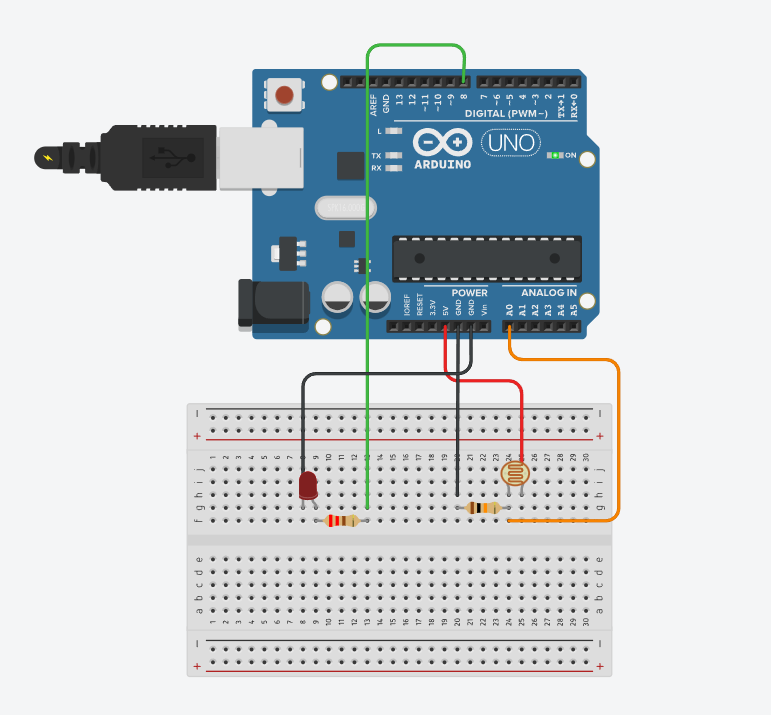 AREF
GND
13
12
~11
~10
~9
8
7
~6
~5
4
~3
2
TX→1
RX←0
DIGITAL (PWM~)
L
TX
RX
ARDUINO
UNO
ON
POWER
ANALOG IN
IOREF
RESET
3.3V
5V
GND
GND
Vin
A0
A1
A2
A3
A4
A5
− −
+ +
1 2 3 4 5 6 7 8 9 10 11 12 13 14 15 16 17 18 19 20 21 22 23 24 25 26 27 28 29 30
j j
i i
h h
g g
f f
e e
d d
c c
b b
a a
1 2 3 4 5 6 7 8 9 10 11 12 13 14 15 16 17 18 19 20 21 22 23 24 25 26 27 28 29 30
− −
+ +